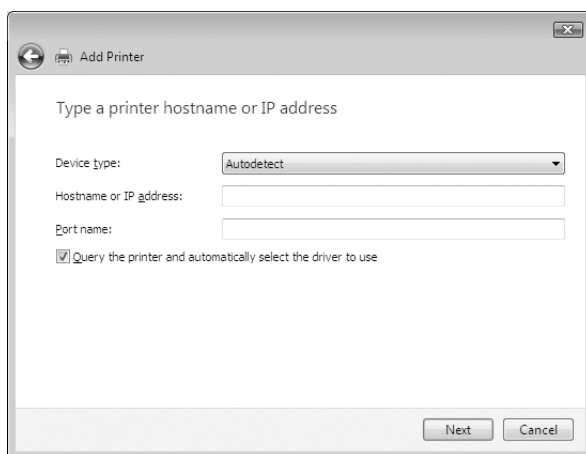 Add Printer
Type a printer hostname or IP address
Device type: Autodetect
Hostname or IP address:
Port name:
Query the printer and automatically select the driver to use
Next Cancel